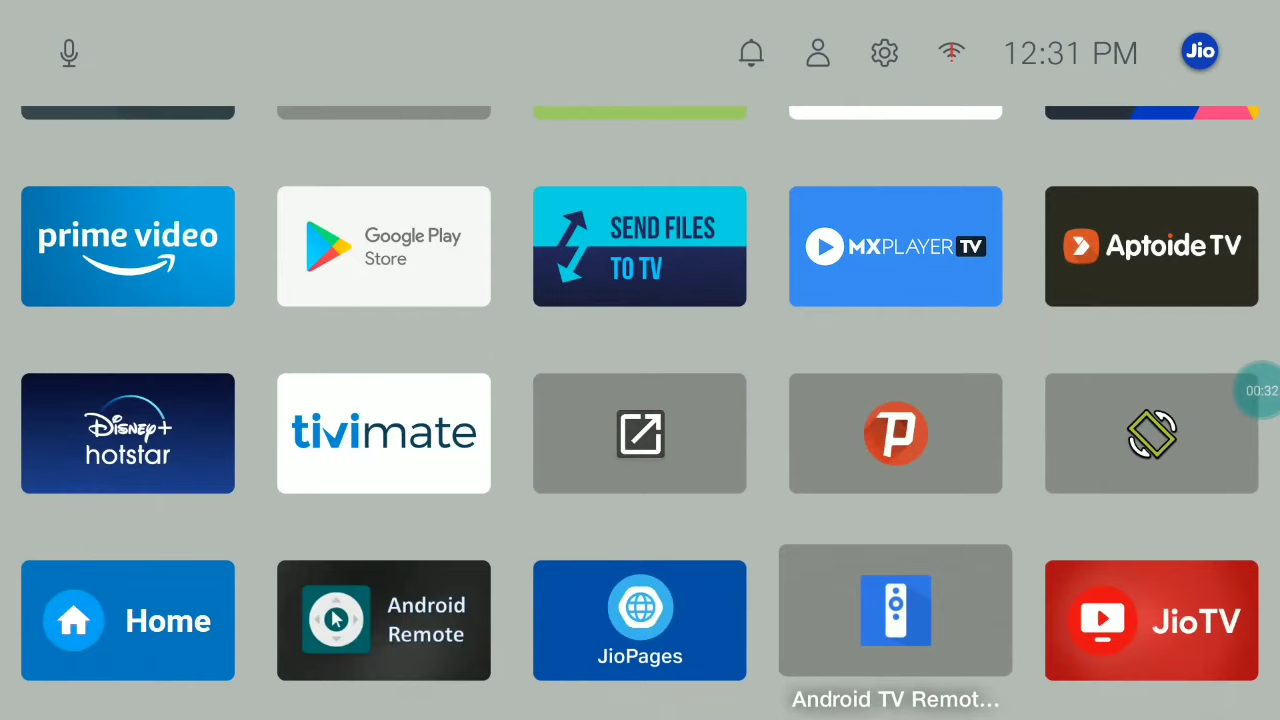 12:31 PM
Jio
prime video
Google Play
Store
SEND FILES
TO TV
MXPLAYER TV
Aptoide TV
00:32
Disney+
hotstar
tivimate
P
Home
Android
Remote
JioPages
JioTV
Android TV Remot...